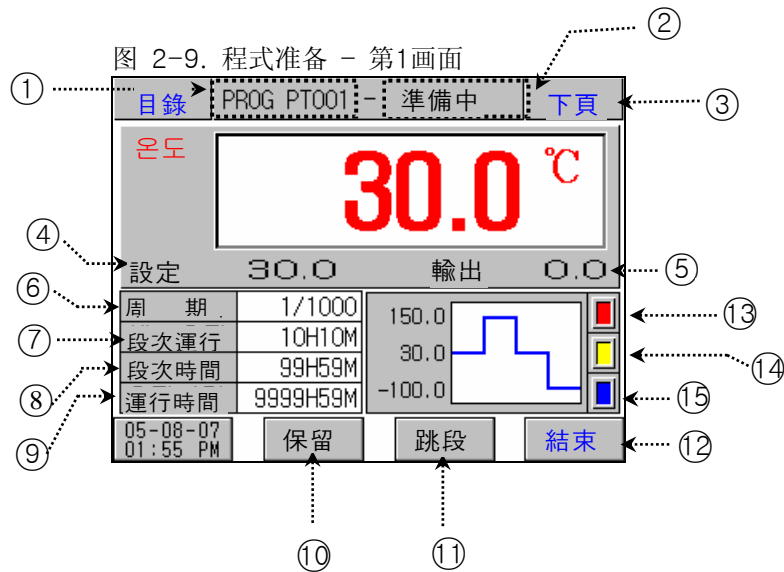 图 2-9. 程式准备 - 第1画面
①
②
目錄 PROG PT001 - 準備中 下頁
③
온도
30.0 ℃
④
設定 30.0 輸出 0.0
⑤
⑥
周 期 . 1/1000
⑦
段次運行 10H10M
⑧
段次時間 99H59M
⑨
運行時間 9999H59M
150.0
30.0
-100.0
⑬
⑭
⑮
05-08-07
01:55 PM
保留 跳段 結束
⑫
⑩ ⑪